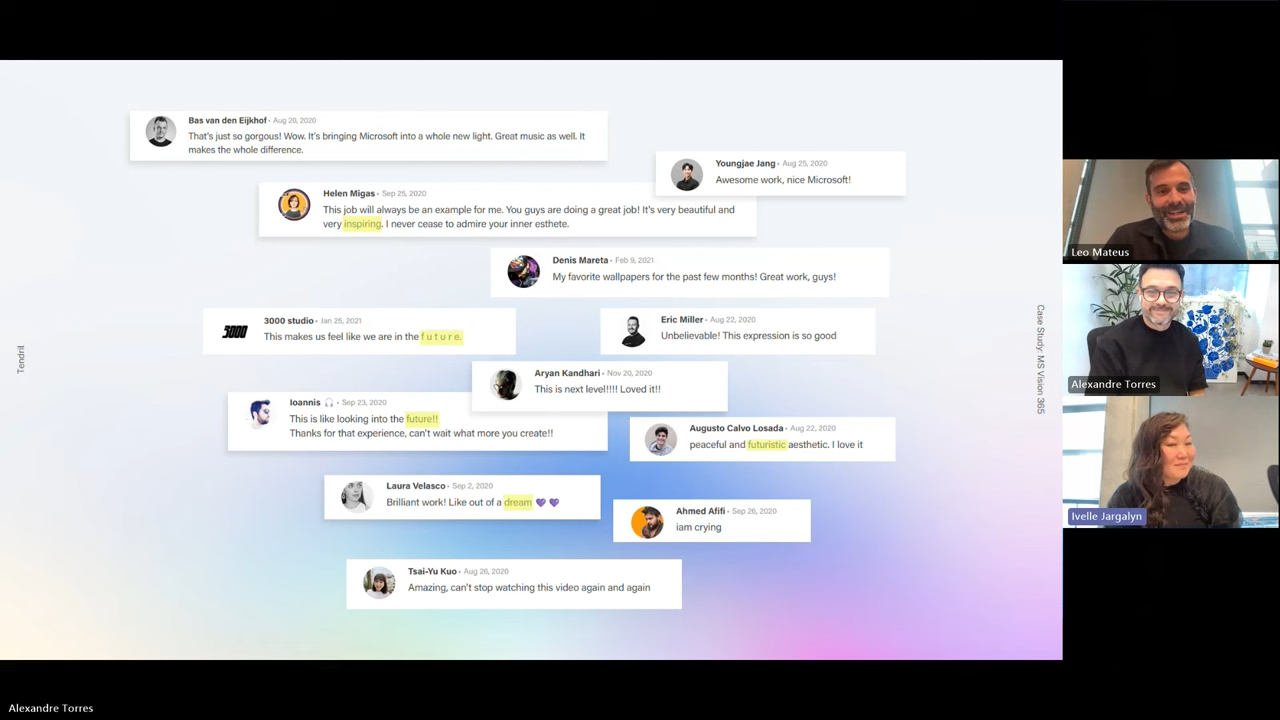 Bas van den Eijkhof • Aug 20, 2020
That's just so gorgous! Wow. It's bringing Microsoft into a whole new light. Great music as well. It
makes the whole difference.
Youngjae Jang • Aug 25, 2020
Awesome work, nice Microsoft!
Helen Migas • Sep 25, 2020
This job will always be an example for me. You guys are doing a great job! It's very beautiful and
very inspiring. I never cease to admire your inner esthete.
Denis Mareta • Feb 9, 2021
My favorite wallpapers for the past few months! Great work, guys!
3000
3000 studio • Jan 25, 2021
This makes us feel like we are in the f u t u r e.
Eric Miller • Aug 22, 2020
Unbelievable! This expression is so good
Aryan Kandhari • Nov 20, 2020
This is next level!!!! Loved it!!
Ioannis 🎧 • Sep 23, 2020
This is like looking into the future!!
Thanks for that experience, can't wait what more you create!!
Augusto Calvo Losada • Aug 22, 2020
peaceful and futuristic aesthetic. I love it
Laura Velasco • Sep 2, 2020
Brilliant work! Like out of a dream 💜 💜
Ahmed Afifi • Sep 26, 2020
iam crying
Tsai-Yu Kuo • Aug 26, 2020
Amazing, can't stop watching this video again and again
Tendril
Case Study: MS Vision 365
Leo Mateus
Alexandre Torres
Ivelle Jargalyn
Alexandre Torres